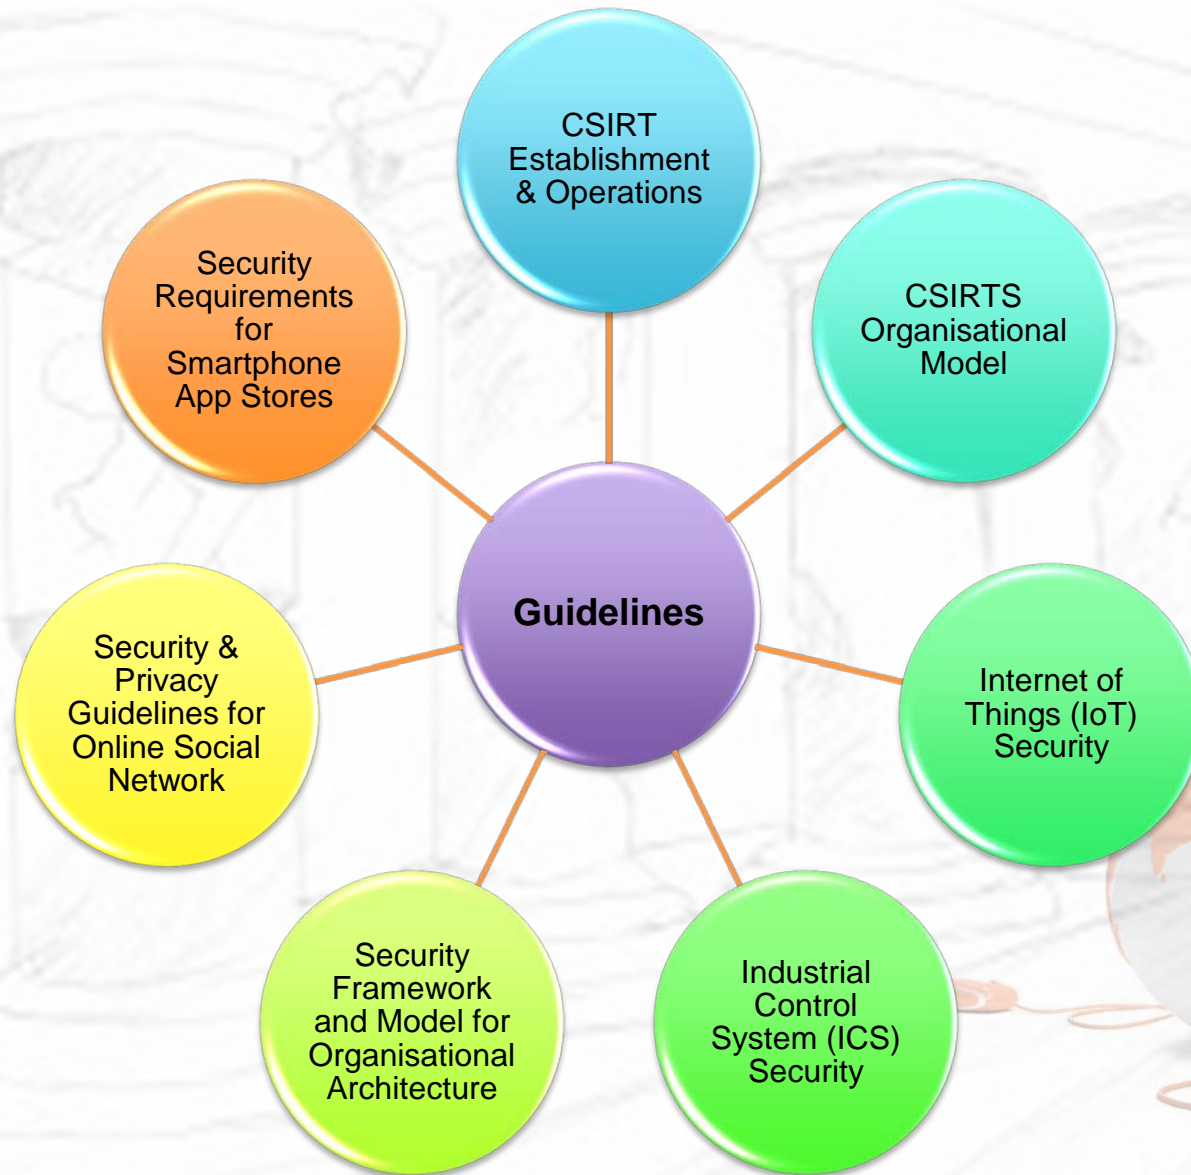 CSIRT
Establishment
& Operations
CSIRTS
Organisational
Model
Internet of
Things (IoT)
Security
Industrial
Control
System (ICS)
Security
Security
Framework
and Model for
Organisational
Architecture
Security &
Privacy
Guidelines for
Online Social
Network
Security
Requirements
for
Smartphone
App Stores
Guidelines